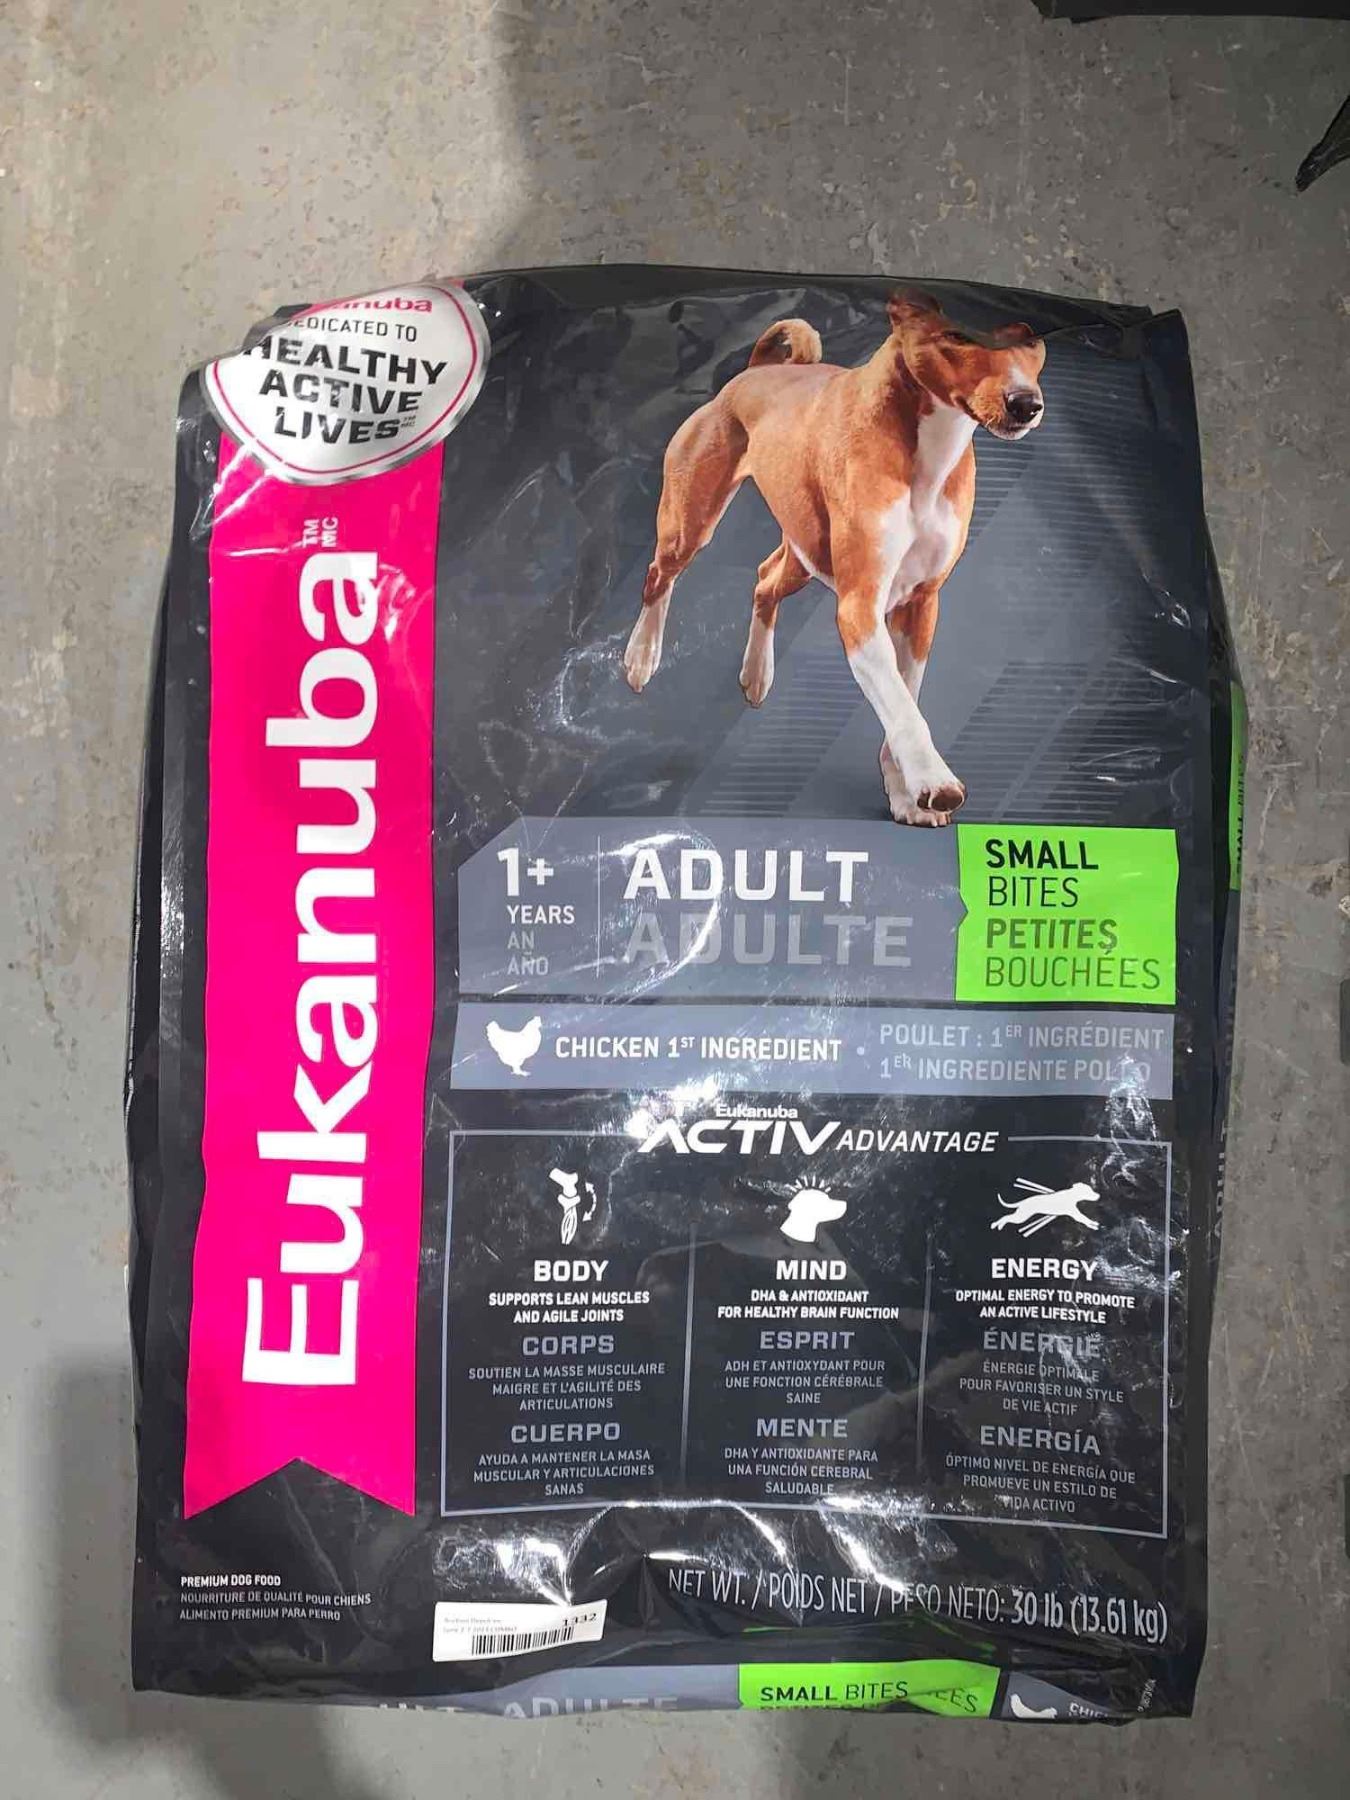 DEDICATED TO
HEALTHY
ACTIVE
LIVES™
MC
Eukanuba™
MC
1+
YEARS
AN
AÑO
ADULT
ADULTE
SMALL
BITES
PETITES
BOUCHÉES
CHICKEN 1ST INGREDIENT •
POULET : 1ER INGRÉDIENT
1ER INGREDIENTE POLLO
Eukanuba
ACTIV ADVANTAGE
BODY
SUPPORTS LEAN MUSCLES
AND AGILE JOINTS
CORPS
SOUTIEN LA MASSE MUSCULAIRE
MAIGRE ET L'AGILITÉ DES
ARTICULATIONS
CUERPO
AYUDA A MANTENER LA MASA
MUSCULAR Y ARTICULACIONES
SANAS
MIND
DHA & ANTIOXIDANT
FOR HEALTHY BRAIN FUNCTION
ESPRIT
ADH ET ANTIOXYDANT POUR
UNE FONCTION CÉRÉBRALE
SAINE
MENTE
DHA Y ANTIOXIDANTE PARA
UNA FUNCIÓN CEREBRAL
SALUDABLE
ENERGY
OPTIMAL ENERGY TO PROMOTE
AN ACTIVE LIFESTYLE
ÉNERGIE
ÉNERGIE OPTIMALE
POUR FAVORISER UN STYLE
DE VIE ACTIF
ENERGÍA
ÓPTIMO NIVEL DE ENERGÍA QUE
PROMUEVE UN ESTILO DE
VIDA ACTIVO
PREMIUM DOG FOOD
NOURRITURE DE QUALITÉ POUR CHIENS
ALIMENTO PREMIUM PARA PERRO
NET WT. / POIDS NET / PESO NETO: 30 lb (13.61 kg)
1332
ADULTE
SMALL BITES